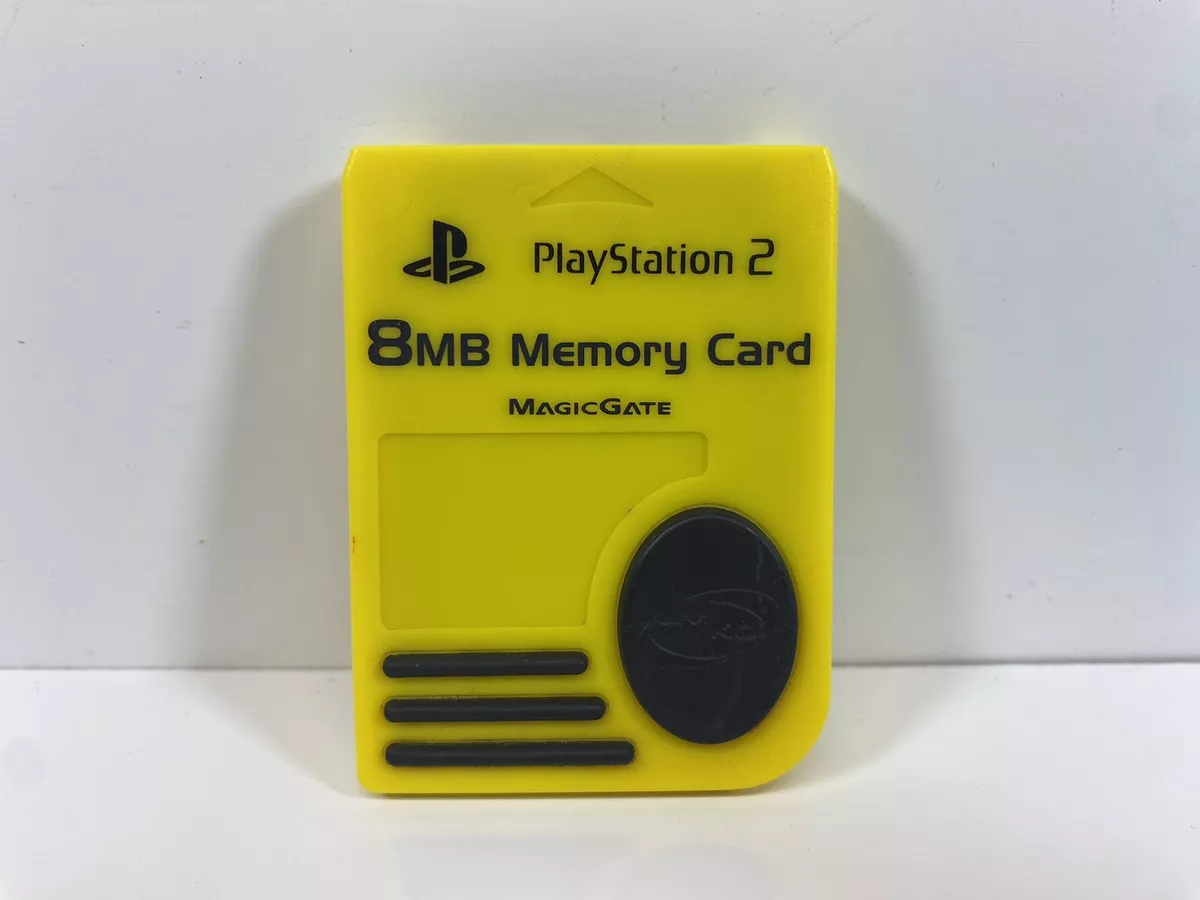 PlayStation 2
8MB Memory Card
MAGICGATE